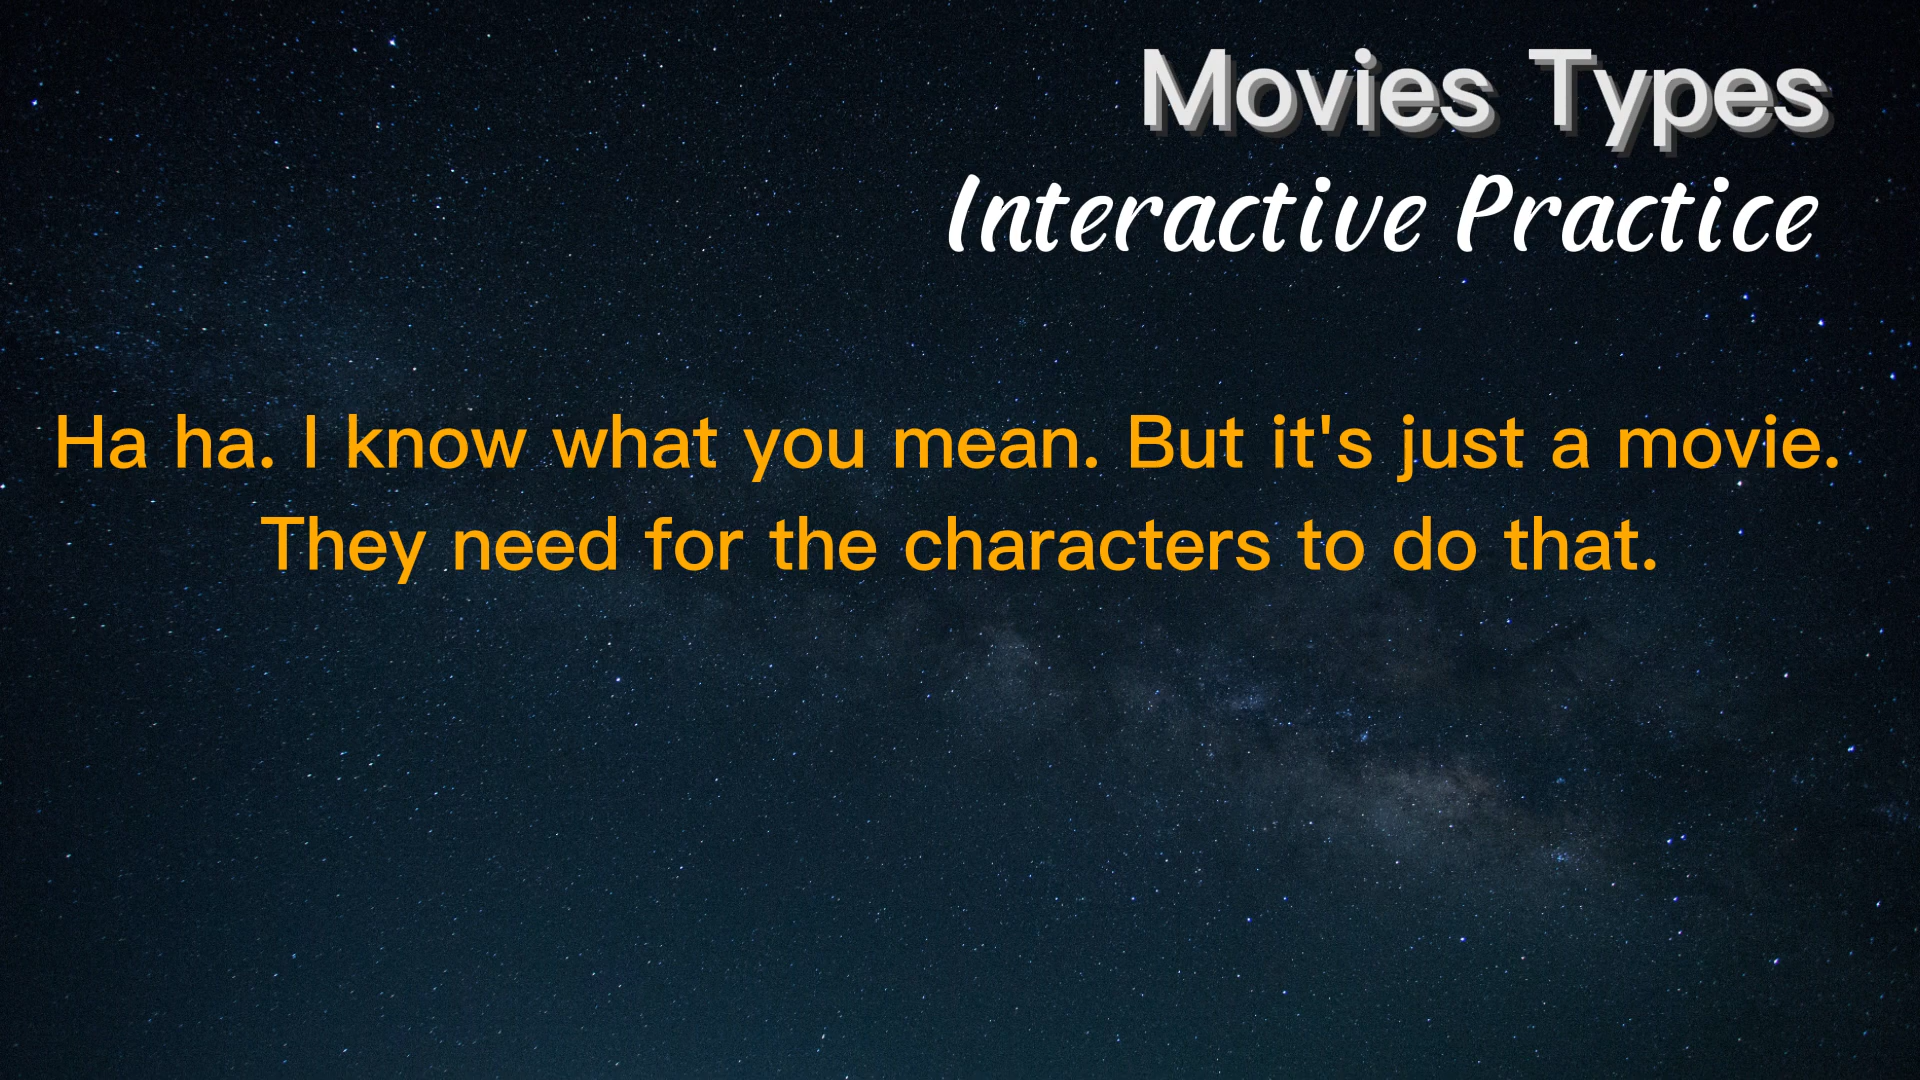 Movies Types
Interactive Practice
Ha ha. I know what you mean. But it's just a movie.
They need for the characters to do that.